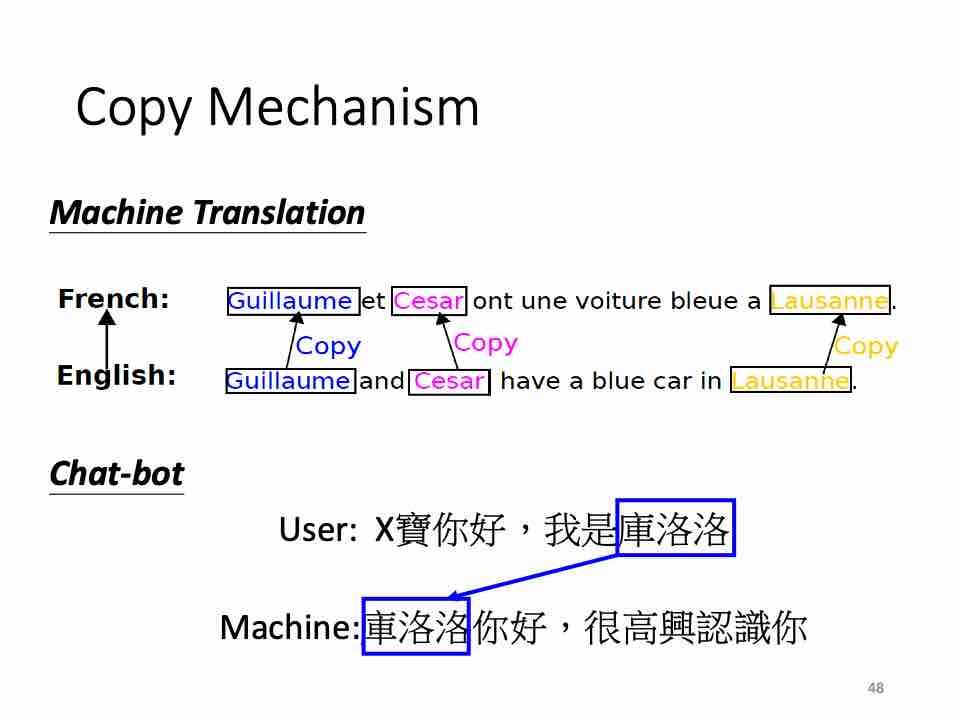 Copy Mechanism
Machine Translation
French: Guillaume et Cesar ont une voiture bleue a Lausanne.
Copy Copy Copy
English: Guillaume and Cesar have a blue car in Lausanne.
Chat-bot
User: X寶你好，我是庫洛洛
Machine:庫洛洛你好，很高興認識你
48